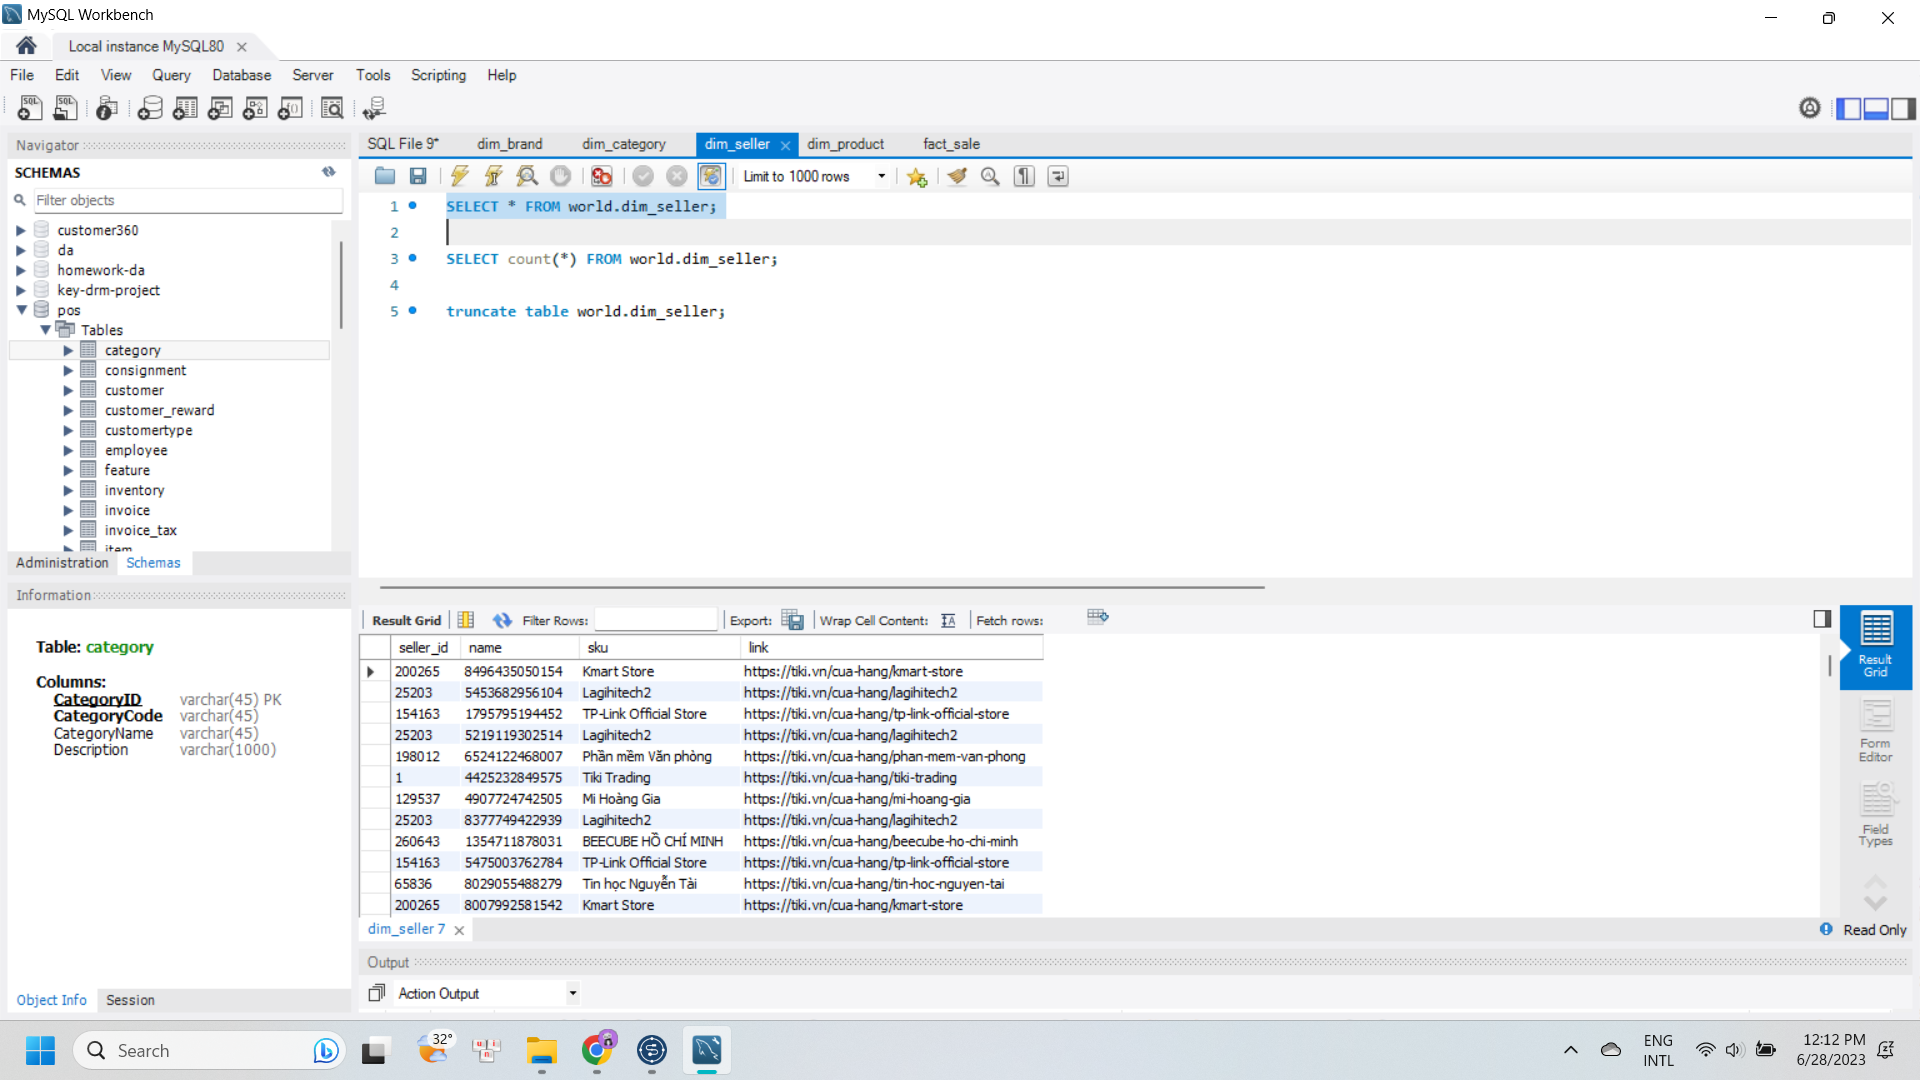 MySQL Workbench
Local instance MySQL80
File Edit View Query Database Server Tools Scripting Help
Navigator
SCHEMAS
Filter objects
customer360
da
homework-da
key-drm-project
pos
Tables
category
consignment
customer
customer_reward
customertype
employee
feature
inventory
invoice
invoice_tax
item
Administration Schemas
Information
Table: category
Columns:
CategoryID varchar(45) PK
CategoryCode varchar(45)
CategoryName varchar(45)
Description varchar(1000)
Object Info Session
SQL File 9* dim_brand dim_category dim_seller dim_product fact_sale
Limit to 1000 rows
1 SELECT * FROM world.dim_seller;
2
3 SELECT count(*) FROM world.dim_seller;
4
5 truncate table world.dim_seller;
Result Grid Filter Rows: Export: Wrap Cell Content: Fetch rows:
seller_id name sku link
200265 8496435050154 Kmart Store https://tiki.vn/cua-hang/kmart-store
25203 5453682956104 Lagihitech2 https://tiki.vn/cua-hang/lagihitech2
154163 1795795194452 TP-Link Official Store https://tiki.vn/cua-hang/tp-link-official-store
25203 5219119302514 Lagihitech2 https://tiki.vn/cua-hang/lagihitech2
198012 6524122468007 Phần mềm Văn phòng https://tiki.vn/cua-hang/phan-mem-van-phong
1 4425232849575 Tiki Trading https://tiki.vn/cua-hang/tiki-trading
129537 4907724742505 Mi Hoàng Gia https://tiki.vn/cua-hang/mi-hoang-gia
25203 8377749422939 Lagihitech2 https://tiki.vn/cua-hang/lagihitech2
260643 1354711878031 BEECUBE HỒ CHÍ MINH https://tiki.vn/cua-hang/beecube-ho-chi-minh
154163 5475003762784 TP-Link Official Store https://tiki.vn/cua-hang/tp-link-official-store
65836 8029055488279 Tin học Nguyễn Tài https://tiki.vn/cua-hang/tin-hoc-nguyen-tai
200265 8007992581542 Kmart Store https://tiki.vn/cua-hang/kmart-store
Result
Grid
Form
Editor
Field
Types
dim_seller 7
Read Only
Output
Action Output
Search
32°
ENG
INTL
12:12 PM
6/28/2023